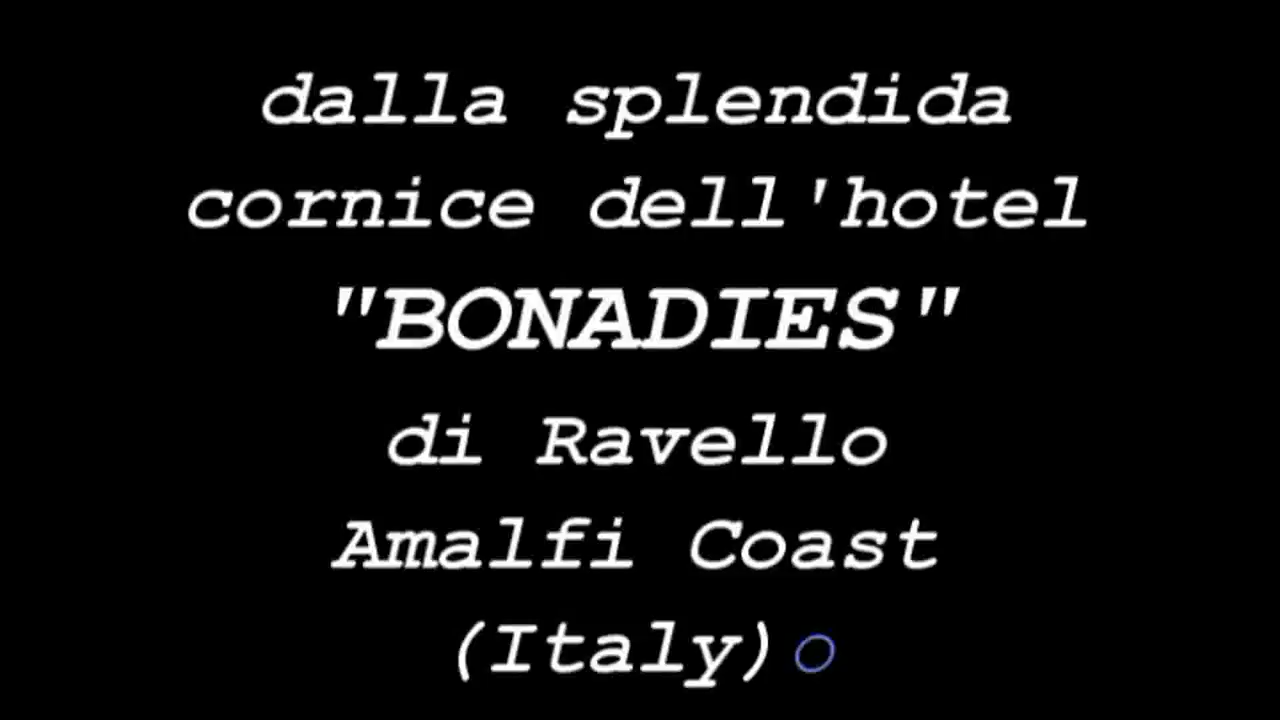 dalla splendida
cornice dell'hotel
"BONADIES"
di Ravello
Amalfi Coast
(Italy)o